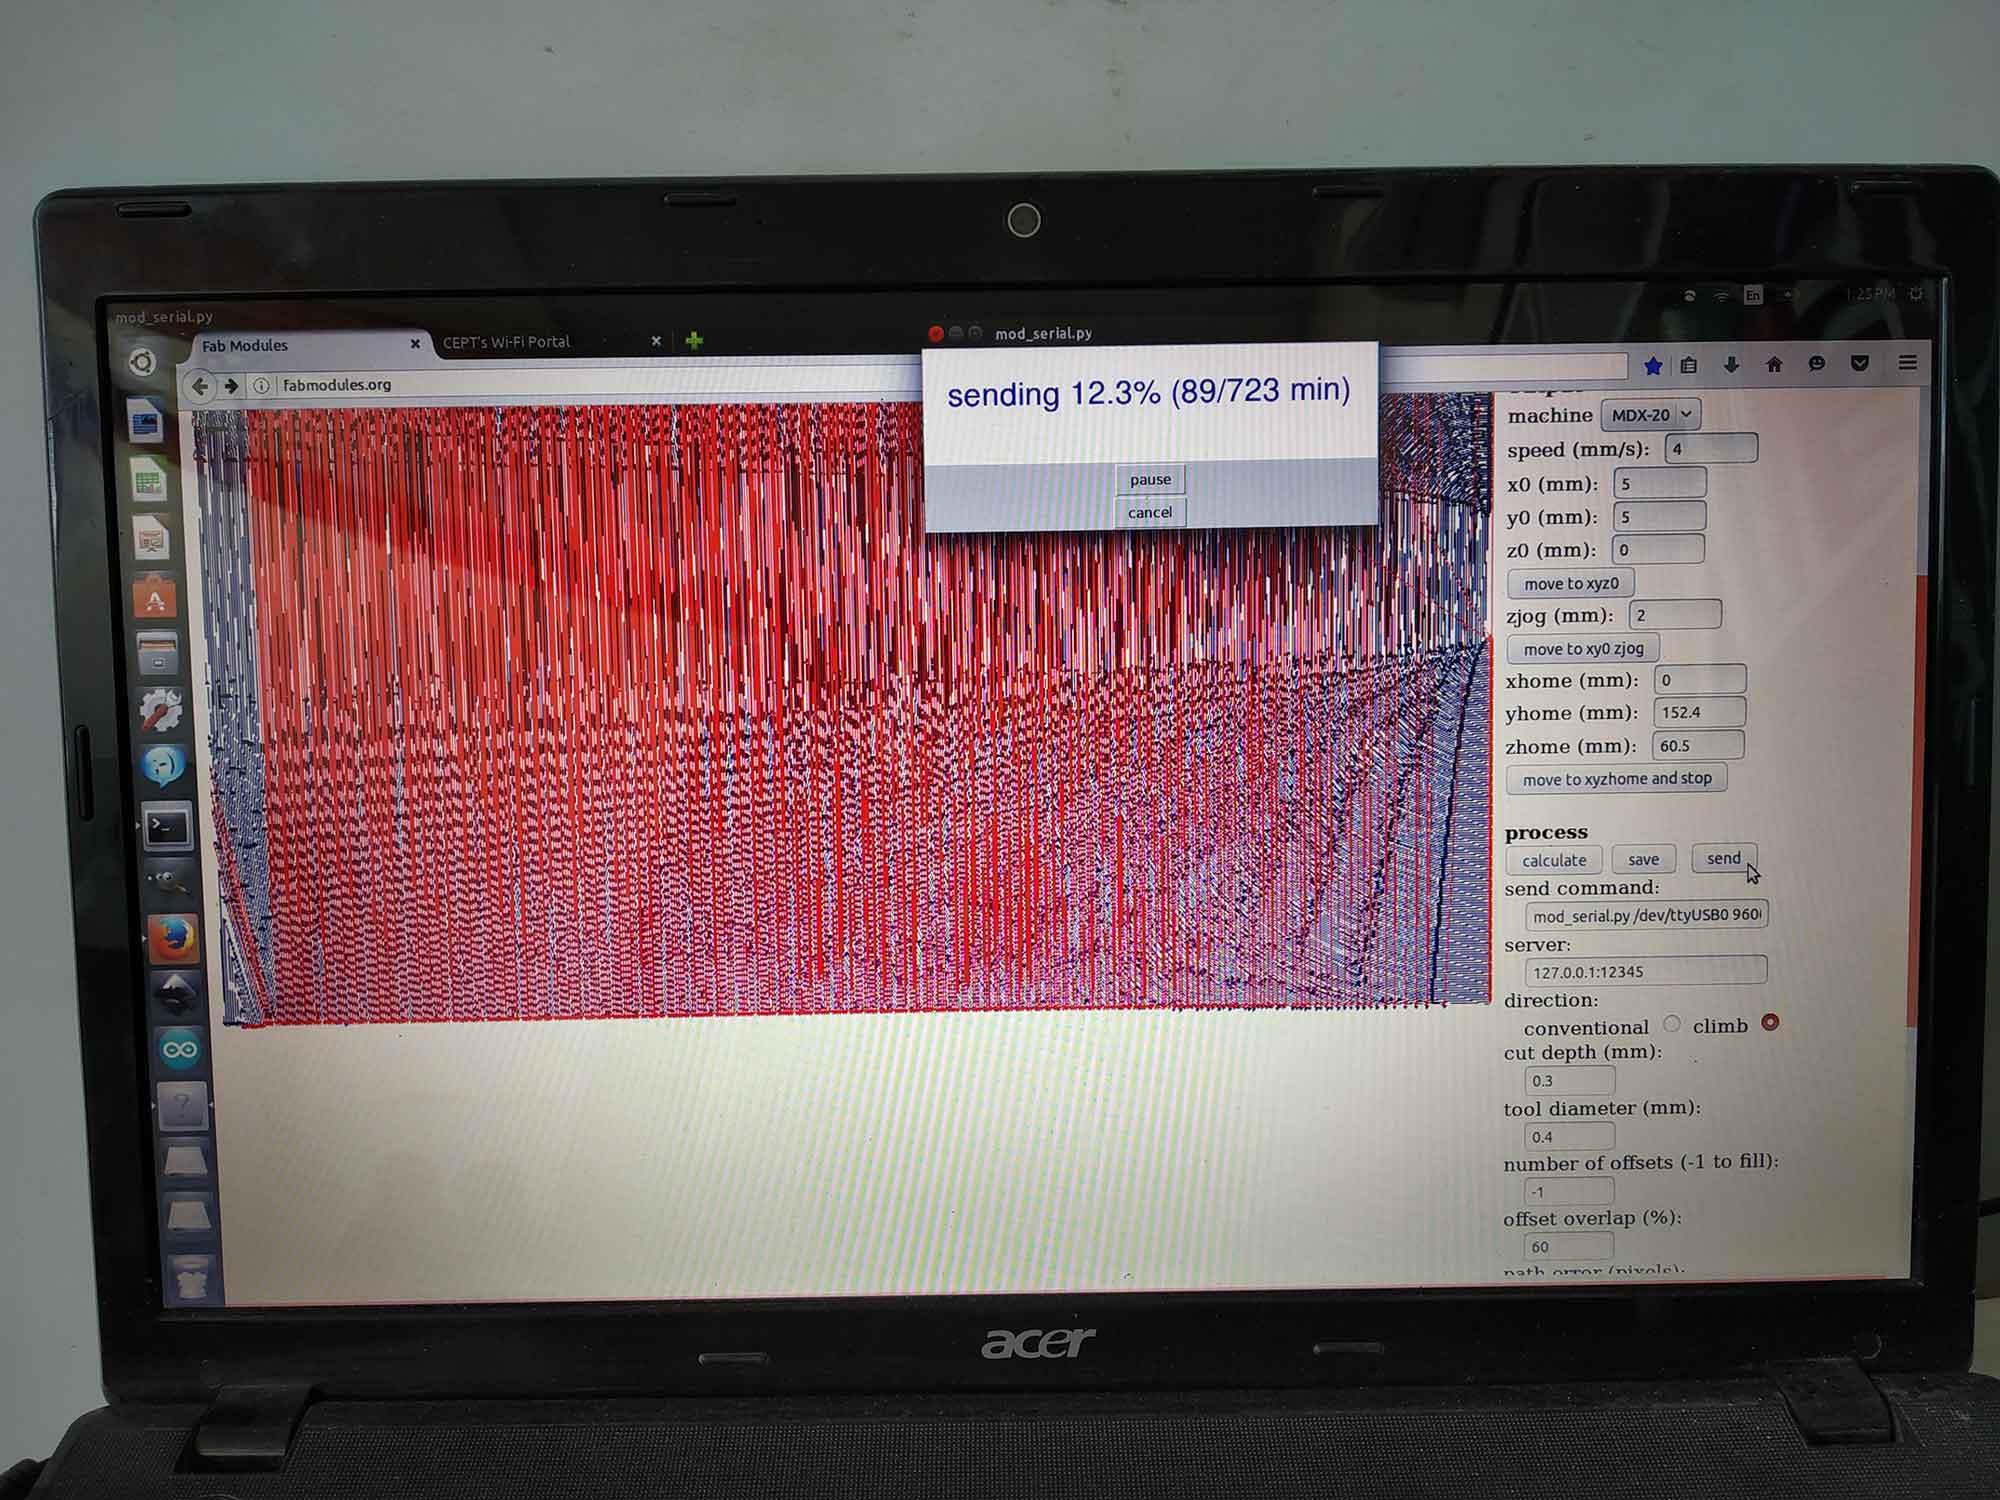 mod_serial.py
En
1:25 PM
Fab Modules
CEPT's Wi-Fi Portal
mod_serial.py
fabmodules.org
sending 12.3% (89/723 min)
pause
cancel
machine MDX-20
speed (mm/s): 4
x0 (mm): 5
y0 (mm): 5
z0 (mm): 0
move to xyz0
zjog (mm): 2
move to xy0 zjog
xhome (mm): 0
yhome (mm): 152.4
zhome (mm): 60.5
move to xyzhome and stop
process
calculate save send
send command:
mod_serial.py /dev/ttyUSB0 960
server:
127.0.0.1:12345
direction:
conventional climb
cut depth (mm):
0.3
tool diameter (mm):
0.4
number of offsets (-1 to fill):
-1
offset overlap (%):
60
path error (pixels):
acer